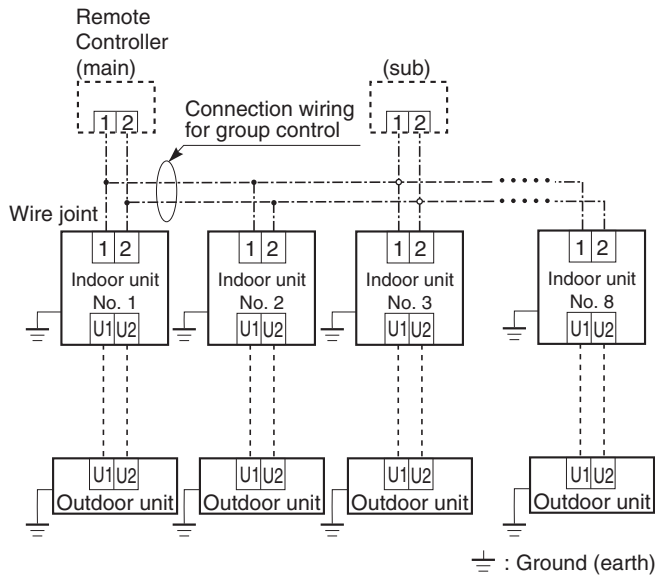 Remote
Controller
(main)
(sub)
1 2
1 2
Connection wiring
for group control
Wire joint
1 2
1 2
1 2
1 2
Indoor unit
No. 1
Indoor unit
No. 2
Indoor unit
No. 3
Indoor unit
No. 8
U1 U2
U1 U2
U1 U2
U1 U2
U1 U2
U1 U2
U1 U2
U1 U2
Outdoor unit
Outdoor unit
Outdoor unit
Outdoor unit
: Ground (earth)